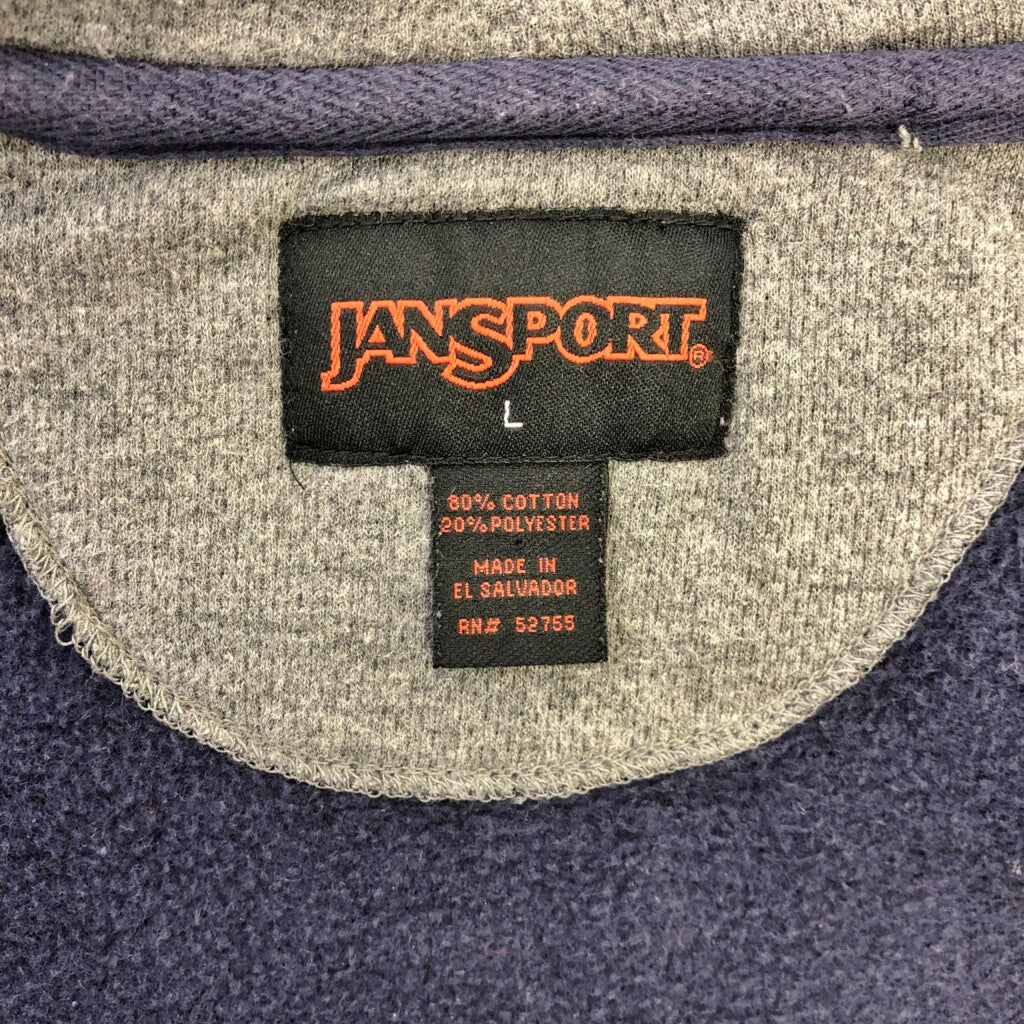 JANSPORT®
L
80% COTTON
20% POLYESTER
MADE IN
EL SALVADOR
RN# 52755